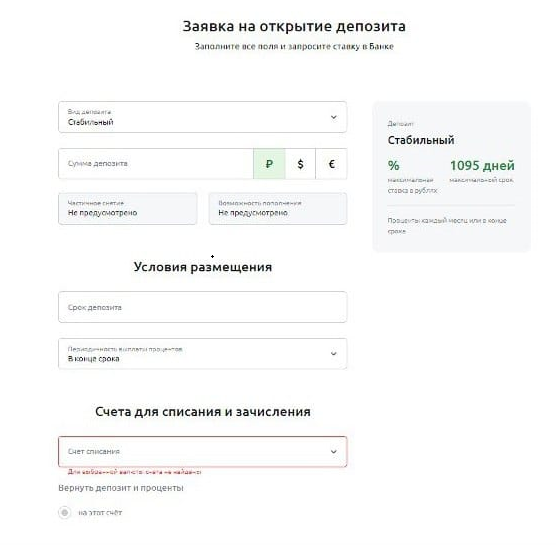 Заявка на открытие депозита
Заполните все поля и запросите ставку в Банке
Вид депозита
Стабильный
Сумма депозита
₽ $ €
Частичное снятие
Не предусмотрено
Возможность пополнения
Не предусмотрено
Депозит
Стабильный
% 1095 дней
максимальная
ставка в рублях
максимальный срок
Проценты каждый месяц или в конце
срока
Условия размещения
Срок депозита
Периодичность выплаты процентов
В конце срока
Счета для списания и зачисления
Счет списания
Для выбранной валюты счета не найдены
Вернуть депозит и проценты
на этот счёт